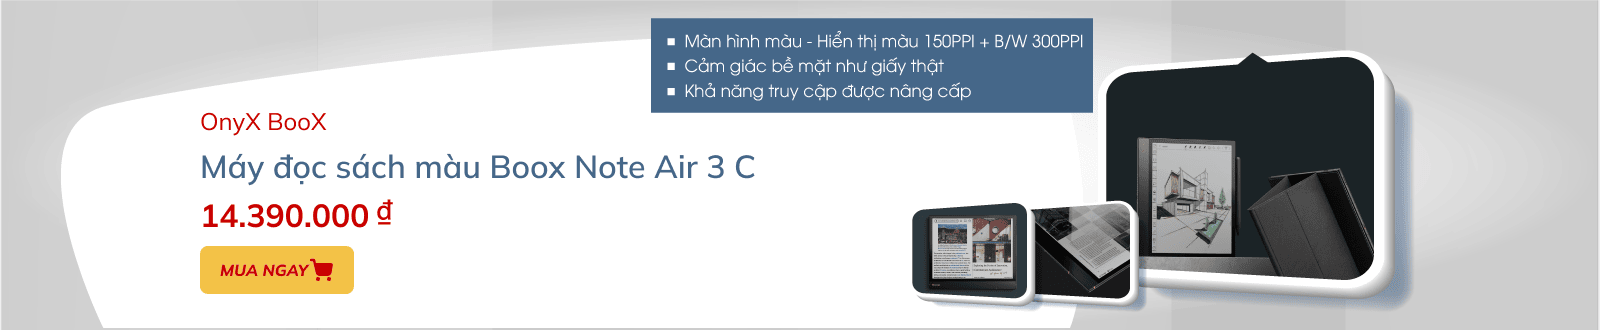 Màn hình màu - Hiển thị màu 150PPI + B/W 300PPI
Cảm giác bề mặt như giấy thật
Khả năng truy cập được nâng cấp
OnyX BooX
Máy đọc sách màu Boox Note Air 3 C
14.390.000 ₫
MUA NGAY